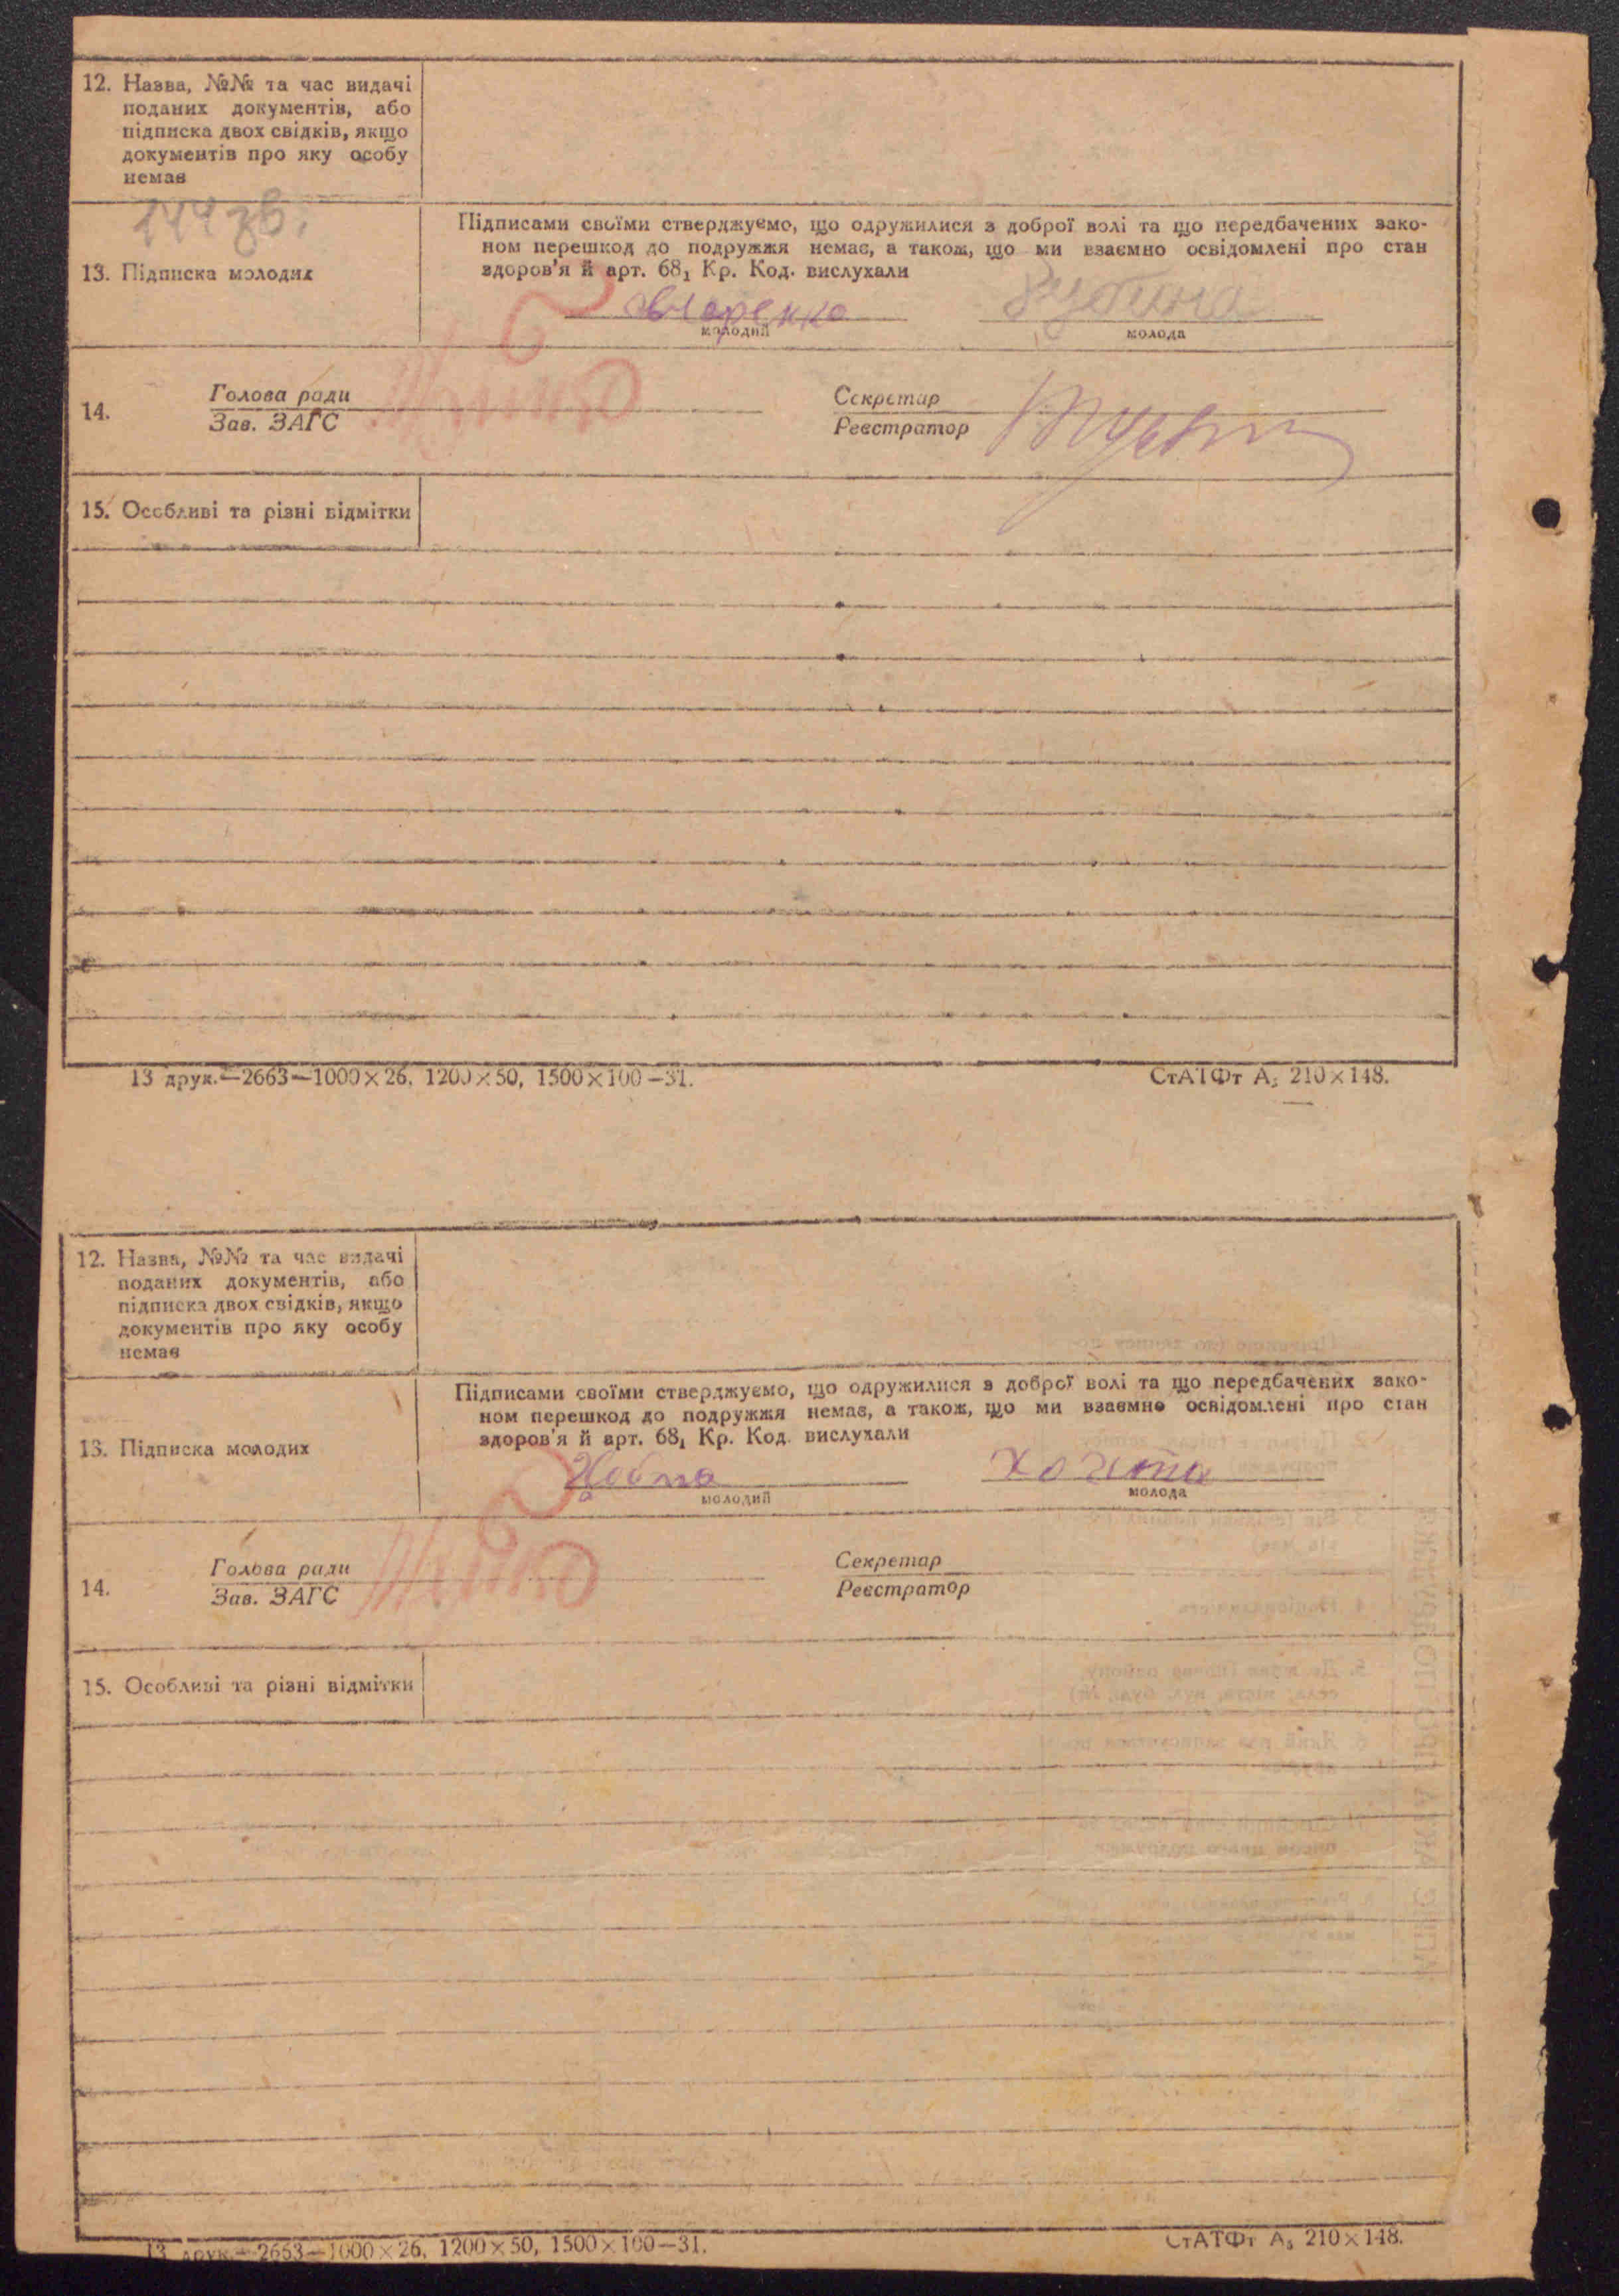 12. Назва, №№ та час видачі
поданих документів, або
підписка двох свідків, якщо
документів про яку особу
немає
144 зв.
13. Підписка молодих
Підписами своїми стверджуємо, що одружилися з доброї волі та що передбачених зако-
ном перешкод до подружжя немає, а також, що ми взаємно освідомлені про стан
здоров'я й арт. 68₁ Кр. Код. вислухали
молодий
молода
14.
Голова ради
Зав. ЗАГС
Секретар
Реєстратор
15. Особливі та різні відмітки
13 друк.—2663—1000×26, 1200×50, 1500×100—31.
СтАТФт А₅ 210×148.
12. Назва, №№ та час видачі
поданих документів, або
підписка двох свідків, якщо
документів про яку особу
немає
13. Підписка молодих
Підписами своїми стверджуємо, що одружилися з доброї волі та що передбачених зако-
ном перешкод до подружжя немає, а також, що ми взаємно освідомлені про стан
здоров'я й арт. 68₁ Кр. Код. вислухали
молодий
молода
14.
Голова ради
Зав. ЗАГС
Секретар
Реєстратор
15. Особливі та різні відмітки
13 друк.—2663—1000×26, 1200×50, 1500×100—31.
СтАТФт А₅ 210×148.